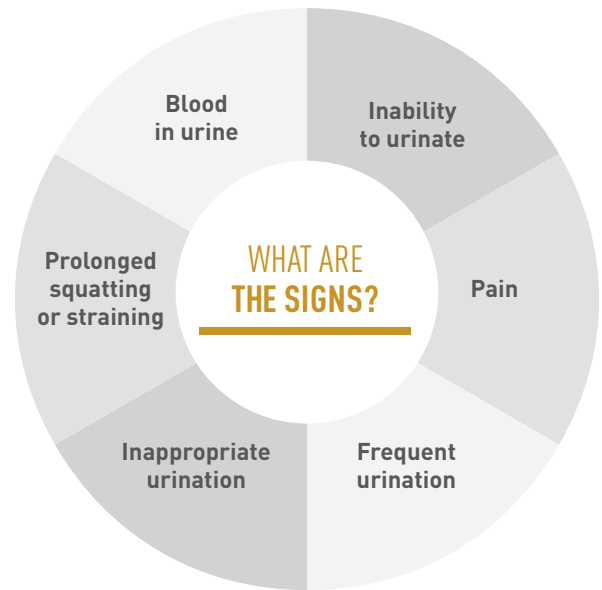 WHAT ARE
THE SIGNS?
Inability
to urinate
Pain
Frequent
urination
Inappropriate
urination
Prolonged
squatting
or straining
Blood
in urine